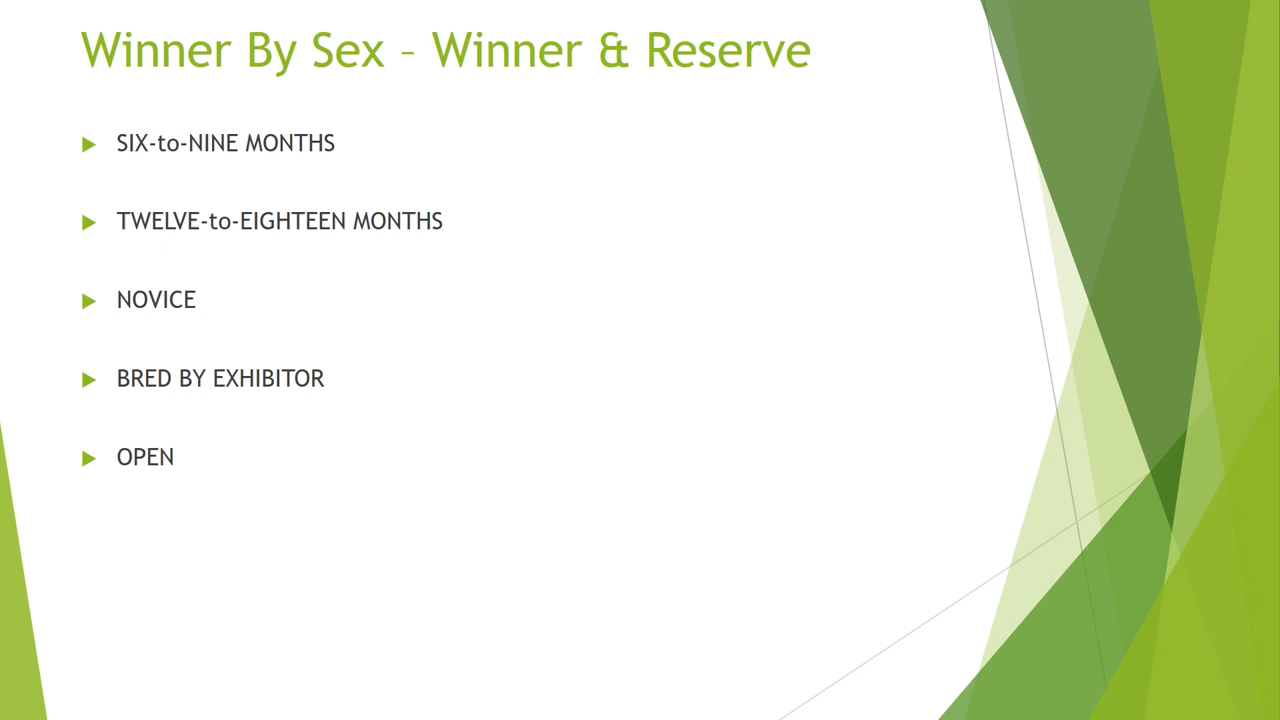 Winner By Sex – Winner & Reserve
SIX-to-NINE MONTHS
TWELVE-to-EIGHTEEN MONTHS
NOVICE
BRED BY EXHIBITOR
OPEN